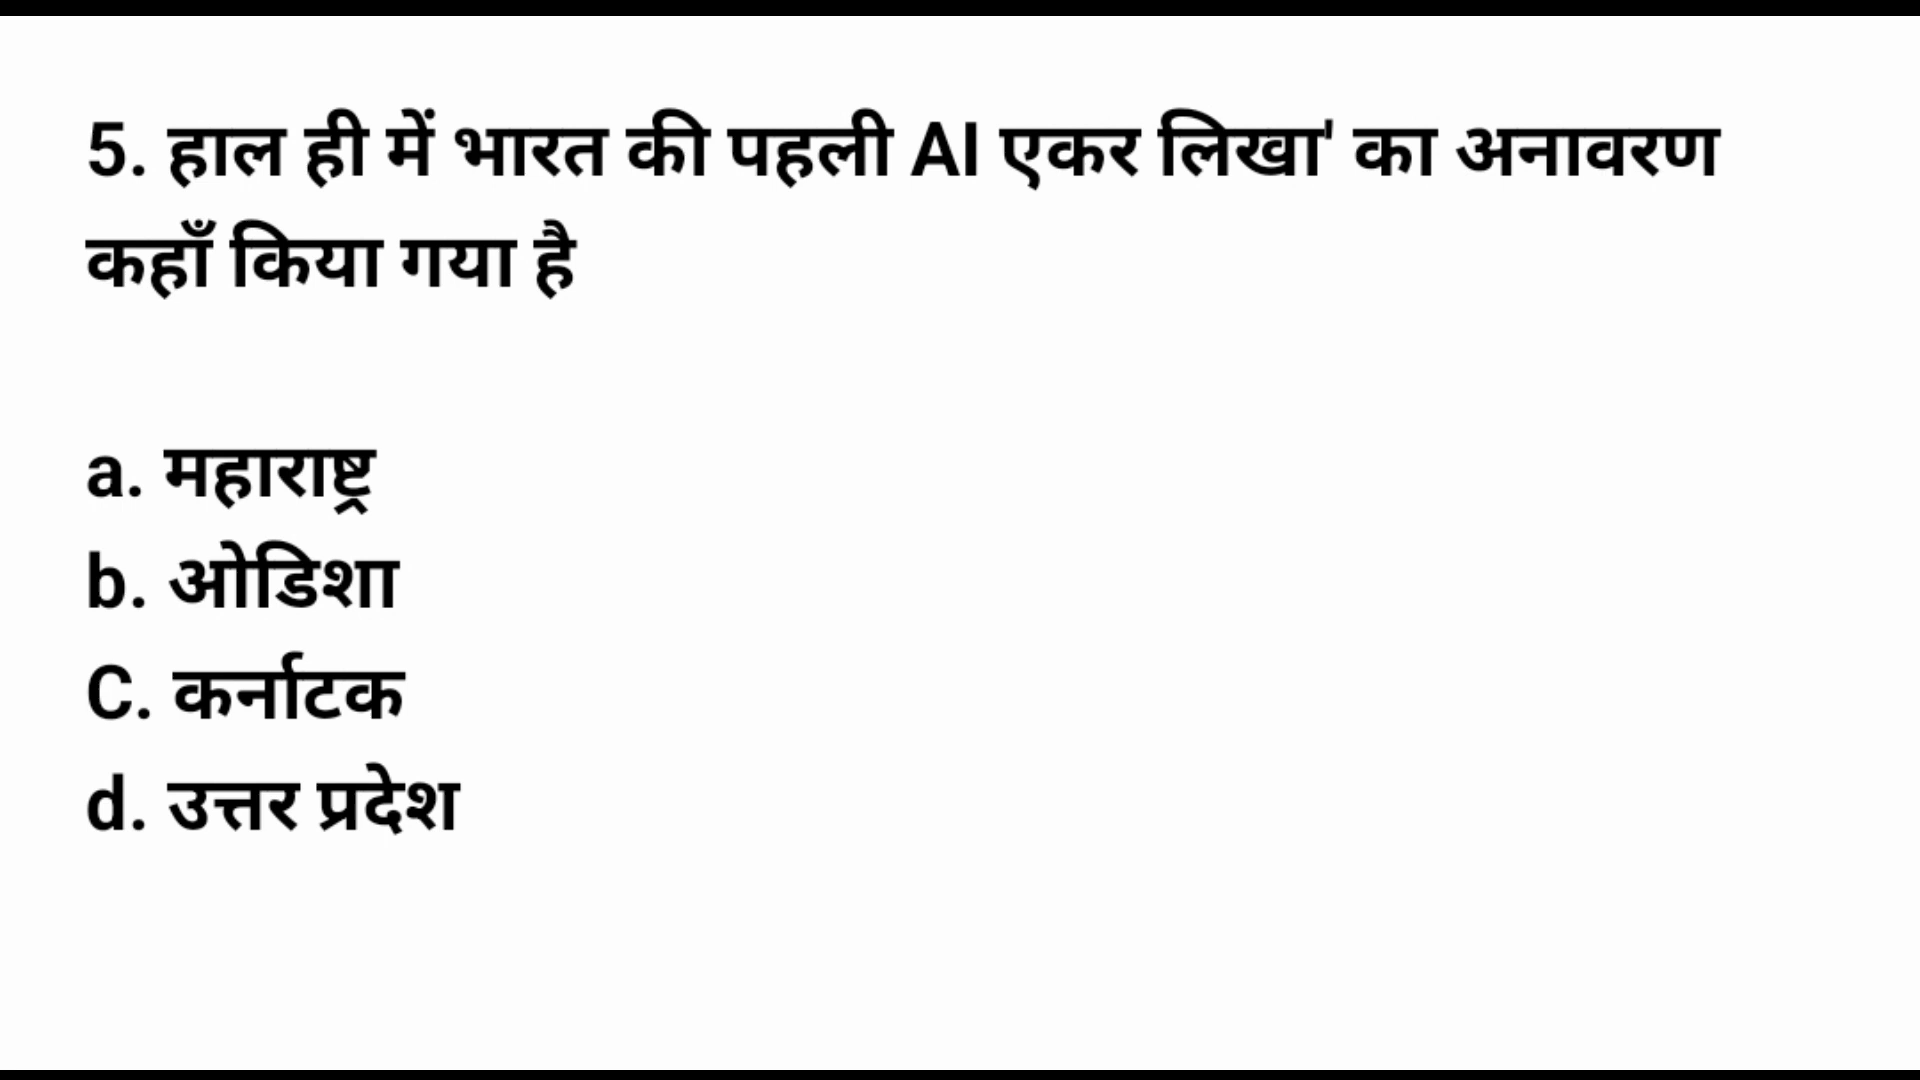 5. हाल ही में भारत की पहली AI एकर लिखा' का अनावरण
कहाँ किया गया है
a. महाराष्ट्र
b. ओडिशा
C. कर्नाटक
d. उत्तर प्रदेश